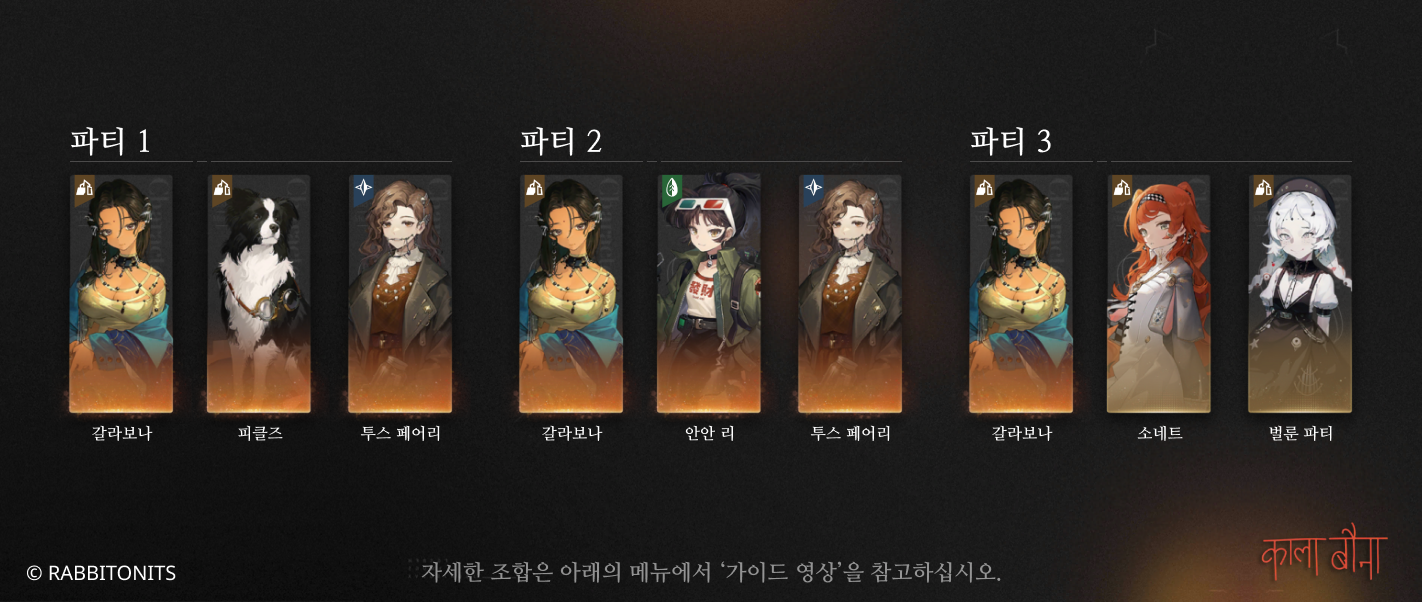 파티 1
갈라보나
피클즈
투스 페어리
파티 2
發財
갈라보나
안안 리
투스 페어리
파티 3
갈라보나
소네트
벌룬 파티
© RABBITONITS
자세한 조합은 아래의 메뉴에서 ‘가이드 영상’을 참고하십시오.
काला बौना